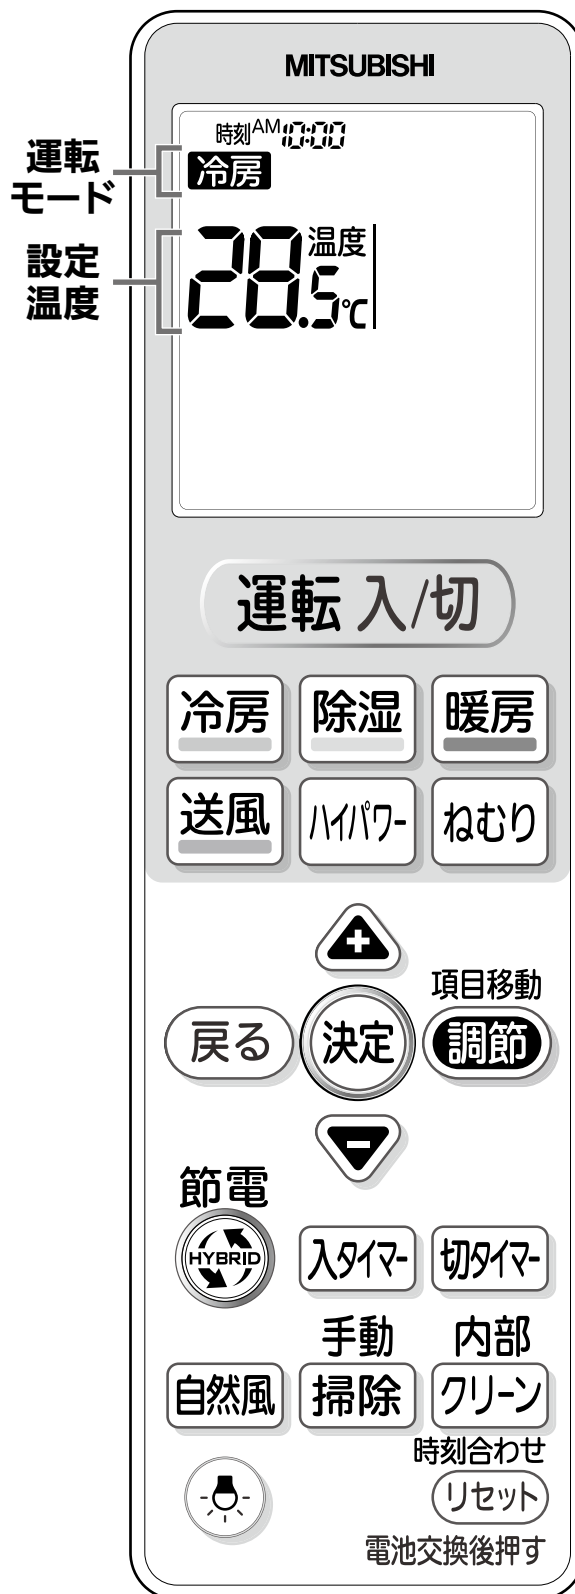 MITSUBISHI
時刻AM10:00
運転
モード
冷房
設定
温度
28.5℃ 温度
運転 入/切
冷房 除湿 暖房
送風 ハイパワー ねむり
+
項目移動
戻る 決定 調節
-
節電
HYBRID 入タイマー 切タイマー
手動 内部
自然風 掃除 クリーン
時刻合わせ
リセット
電池交換後押す